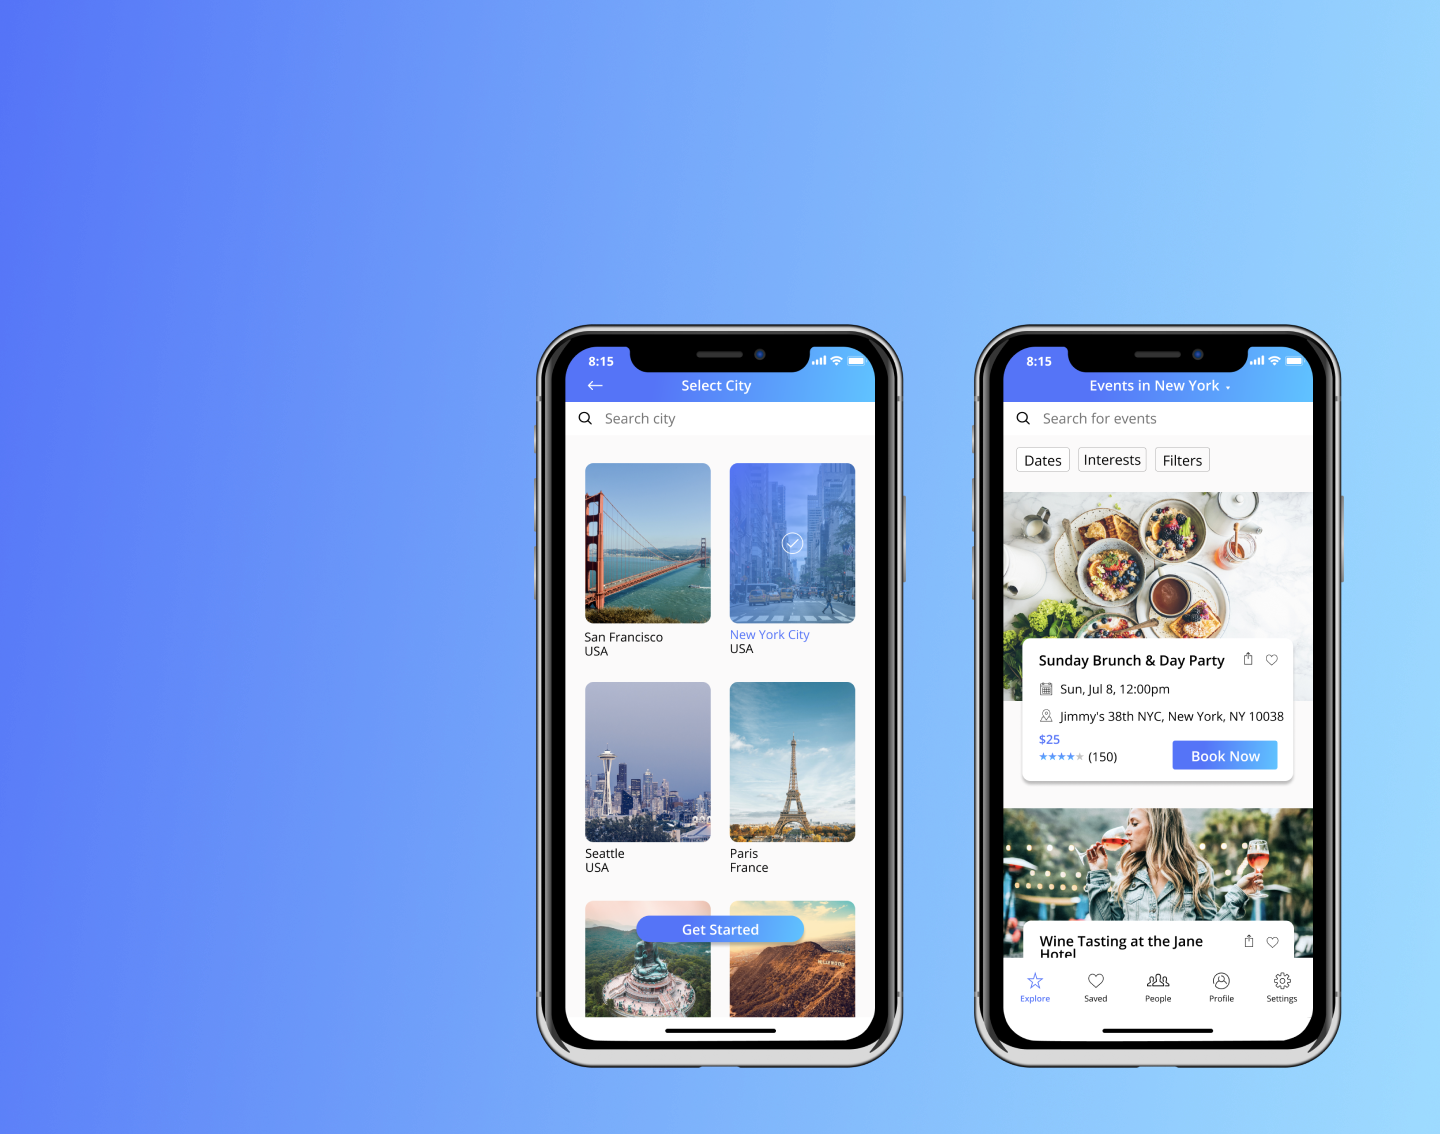 8:15
Select City
Search city
San Francisco
USA
New York City
USA
Seattle
USA
Paris
France
Get Started
8:15
Events in New York
Search for events
Dates
Interests
Filters
Sunday Brunch & Day Party
Sun, Jul 8, 12:00pm
Jimmy's 38th NYC, New York, NY 10038
$25
(150)
Book Now
Wine Tasting at the Jane
Hotel
Explore
Saved
People
Profile
Settings